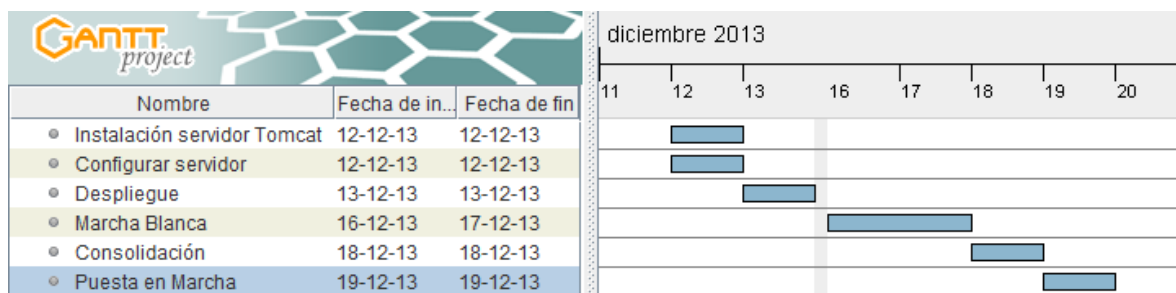 GANTT
project
diciembre 2013
11 12 13 16 17 18 19 20
Nombre Fecha de in... Fecha de fin
Instalación servidor Tomcat 12-12-13 12-12-13
Configurar servidor 12-12-13 12-12-13
Despliegue 13-12-13 13-12-13
Marcha Blanca 16-12-13 17-12-13
Consolidación 18-12-13 18-12-13
Puesta en Marcha 19-12-13 19-12-13